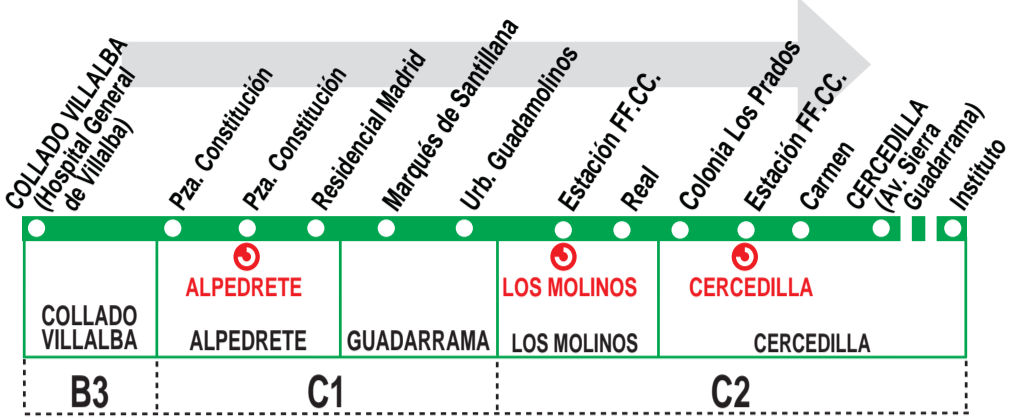 COLLADO VILLALBA
(Hospital General
de Villalba)
Pza. Constitución
Pza. Constitución
Residencial Madrid
Marqués de Santillana
Urb. Guadamolinos
Estación FF.CC.
Real
Colonia Los Prados
Estación FF.CC.
Carmen
CERCEDILLA
(Av. Sierra
Guadarrama)
Instituto
ALPEDRETE
LOS MOLINOS
CERCEDILLA
COLLADO
VILLALBA
ALPEDRETE
GUADARRAMA
LOS MOLINOS
CERCEDILLA
B3
C1
C2